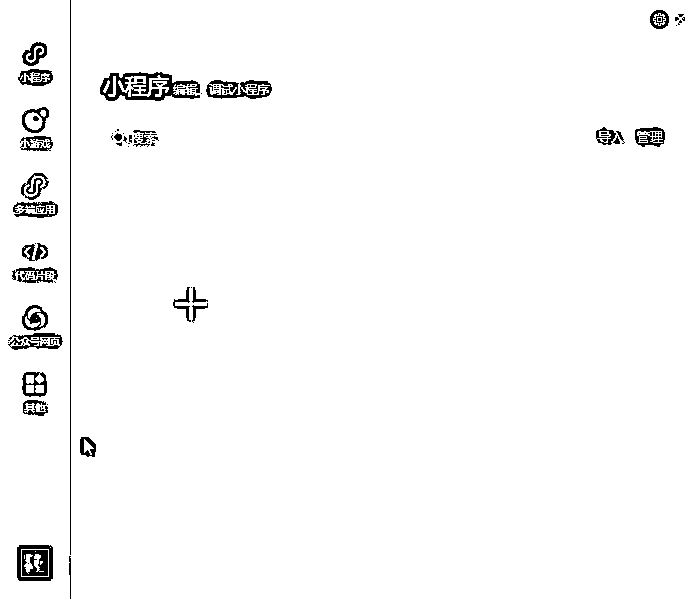 小程序
小游戏
多端应用
代码片段
公众号网页
其他
小程序 编辑、调试小程序
搜索
导入 管理